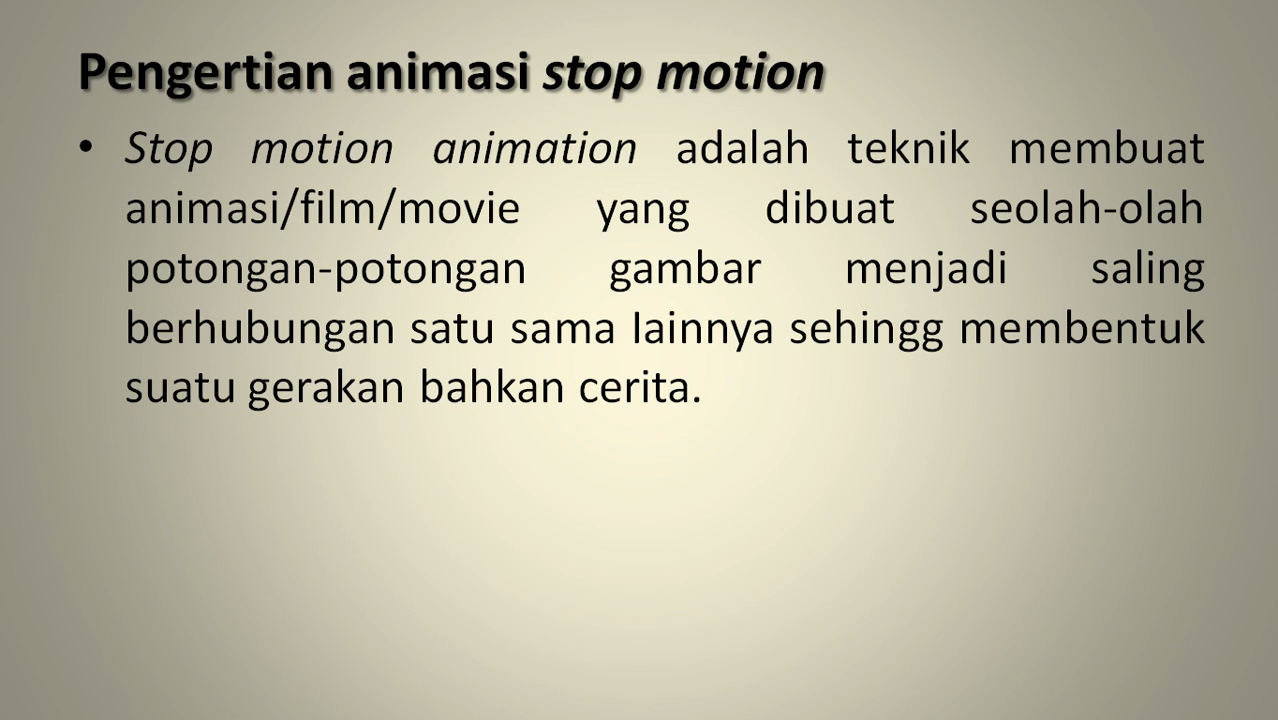 Pengertian animasi stop motion
• Stop motion animation adalah teknik membuat
animasi/film/movie yang dibuat seolah-olah
potongan-potongan gambar menjadi saling
berhubungan satu sama lainnya sehingg membentuk
suatu gerakan bahkan cerita.